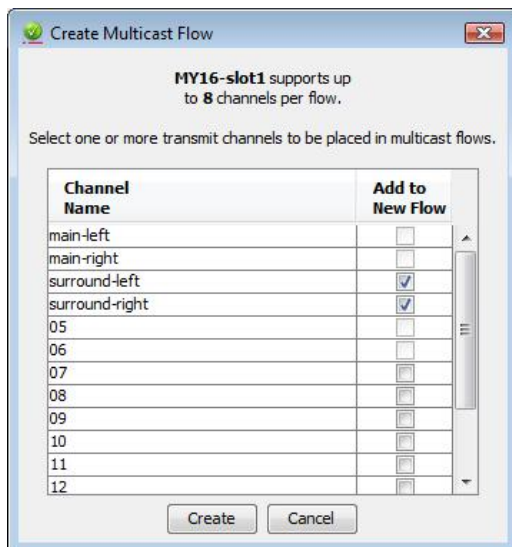 Create Multicast Flow
MY16-slot1 supports up
to 8 channels per flow.
Select one or more transmit channels to be placed in multicast flows.
Channel Name
Add to New Flow
main-left
main-right
surround-left
surround-right
05
06
07
08
09
10
11
12
Create
Cancel